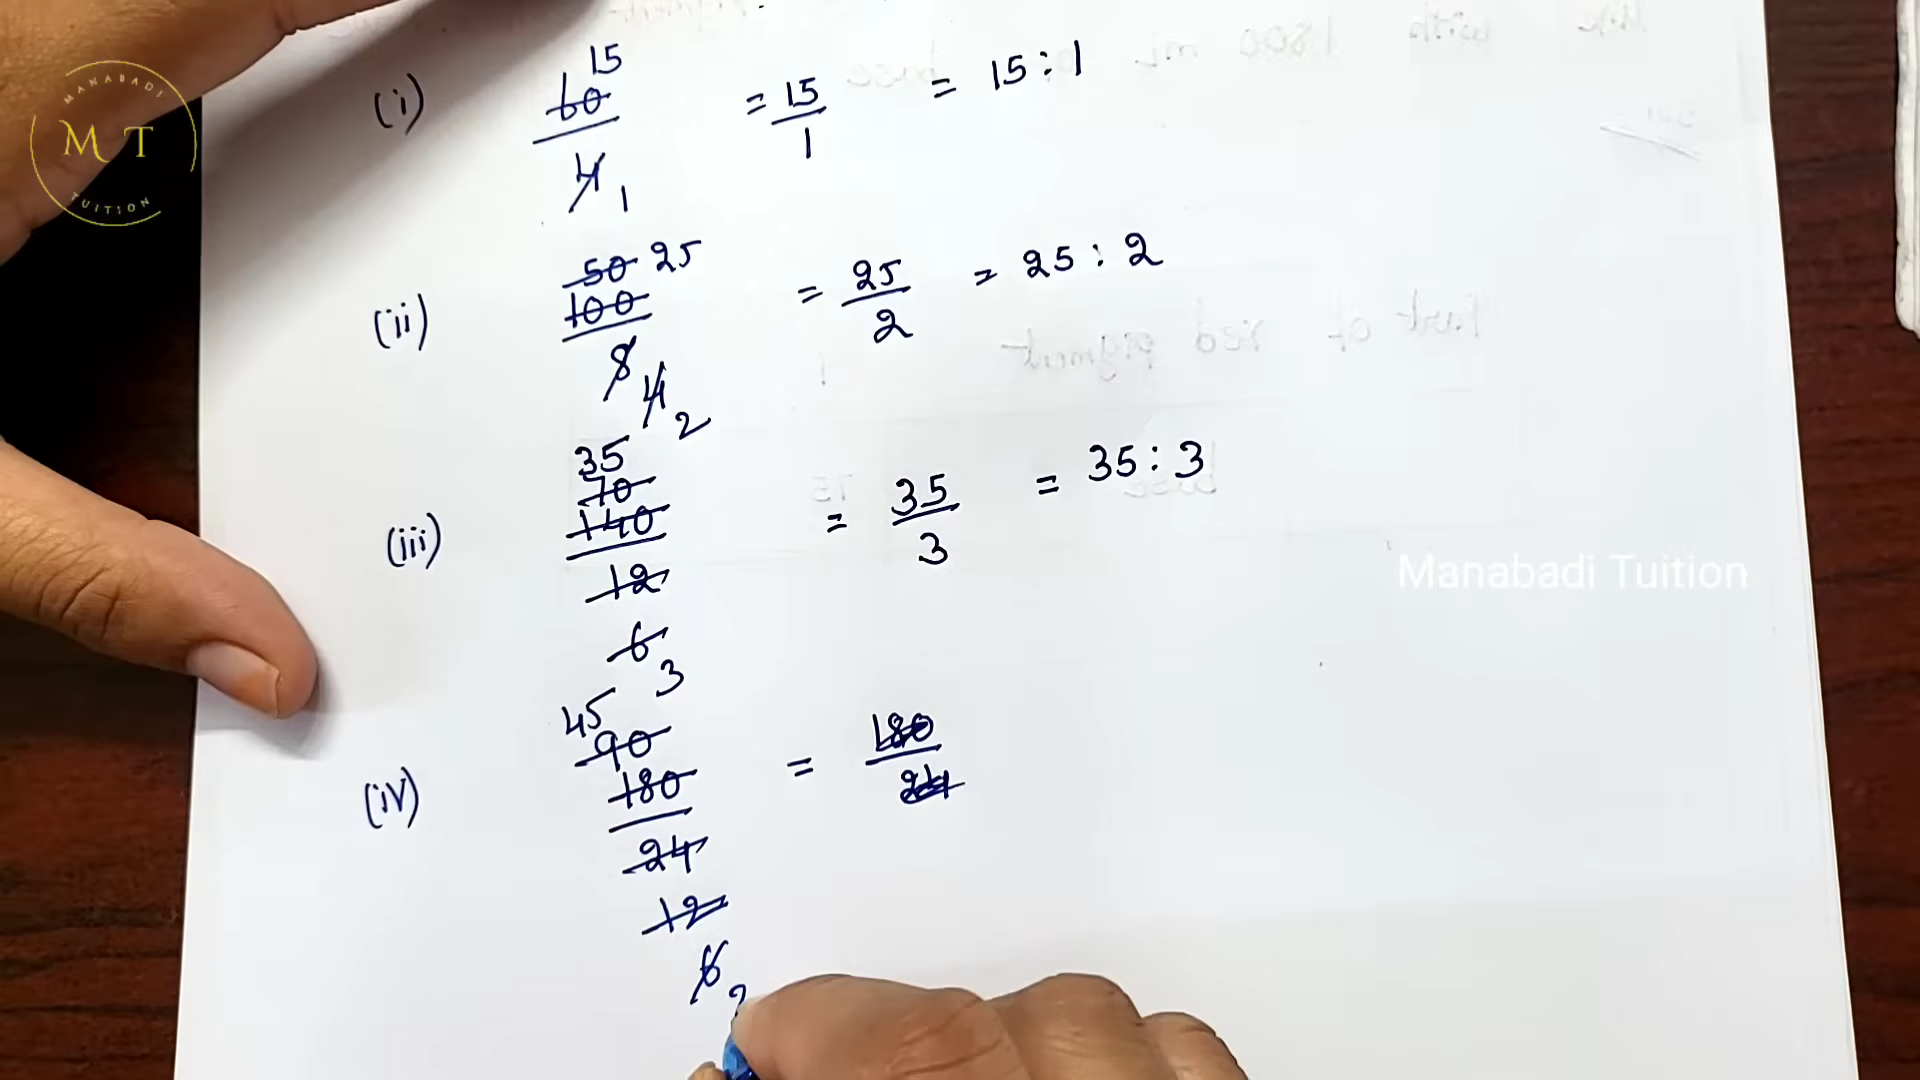 MANABADI
M T
TUITION
15
(i) 60 = 15 = 15 : 1
4 1
1
50 25
(ii) 100 = 25 = 25 : 2
8 2
4
2
35
70
(iii) 140 = 35 = 35 : 3
12 3
6
3
Manabadi Tuition
45
90
(iv) 180 = 180
24 24
12
6